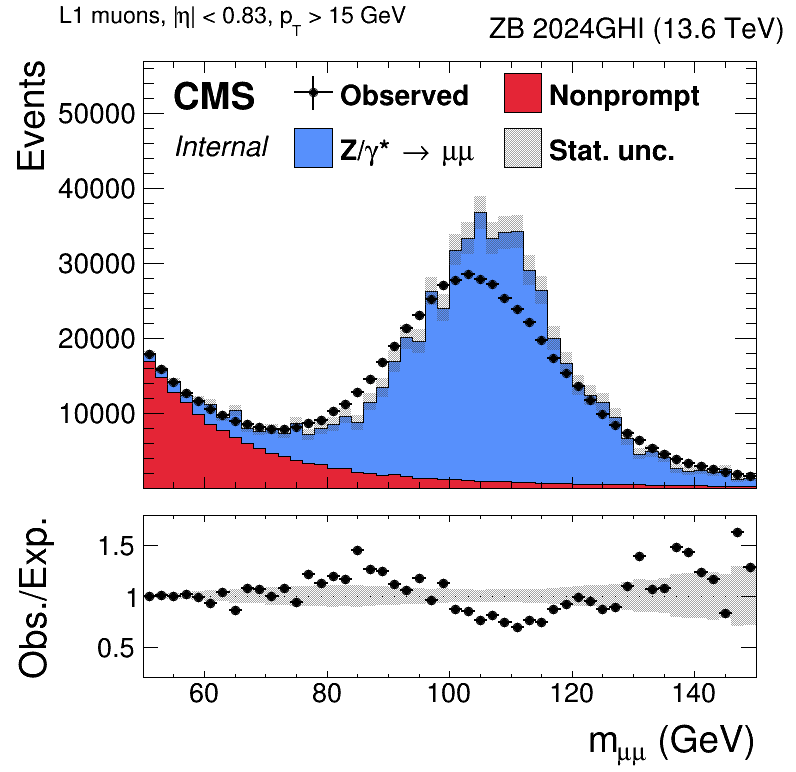 L1 muons, |η| < 0.83, p_T > 15 GeV
ZB 2024GHI (13.6 TeV)
Events
CMS
Internal
Observed
Nonprompt
Z/γ* → μμ
Stat. unc.
50000
40000
30000
20000
10000
Obs./Exp.
1.5
1
0.5
60 80 100 120 140
m_μμ (GeV)